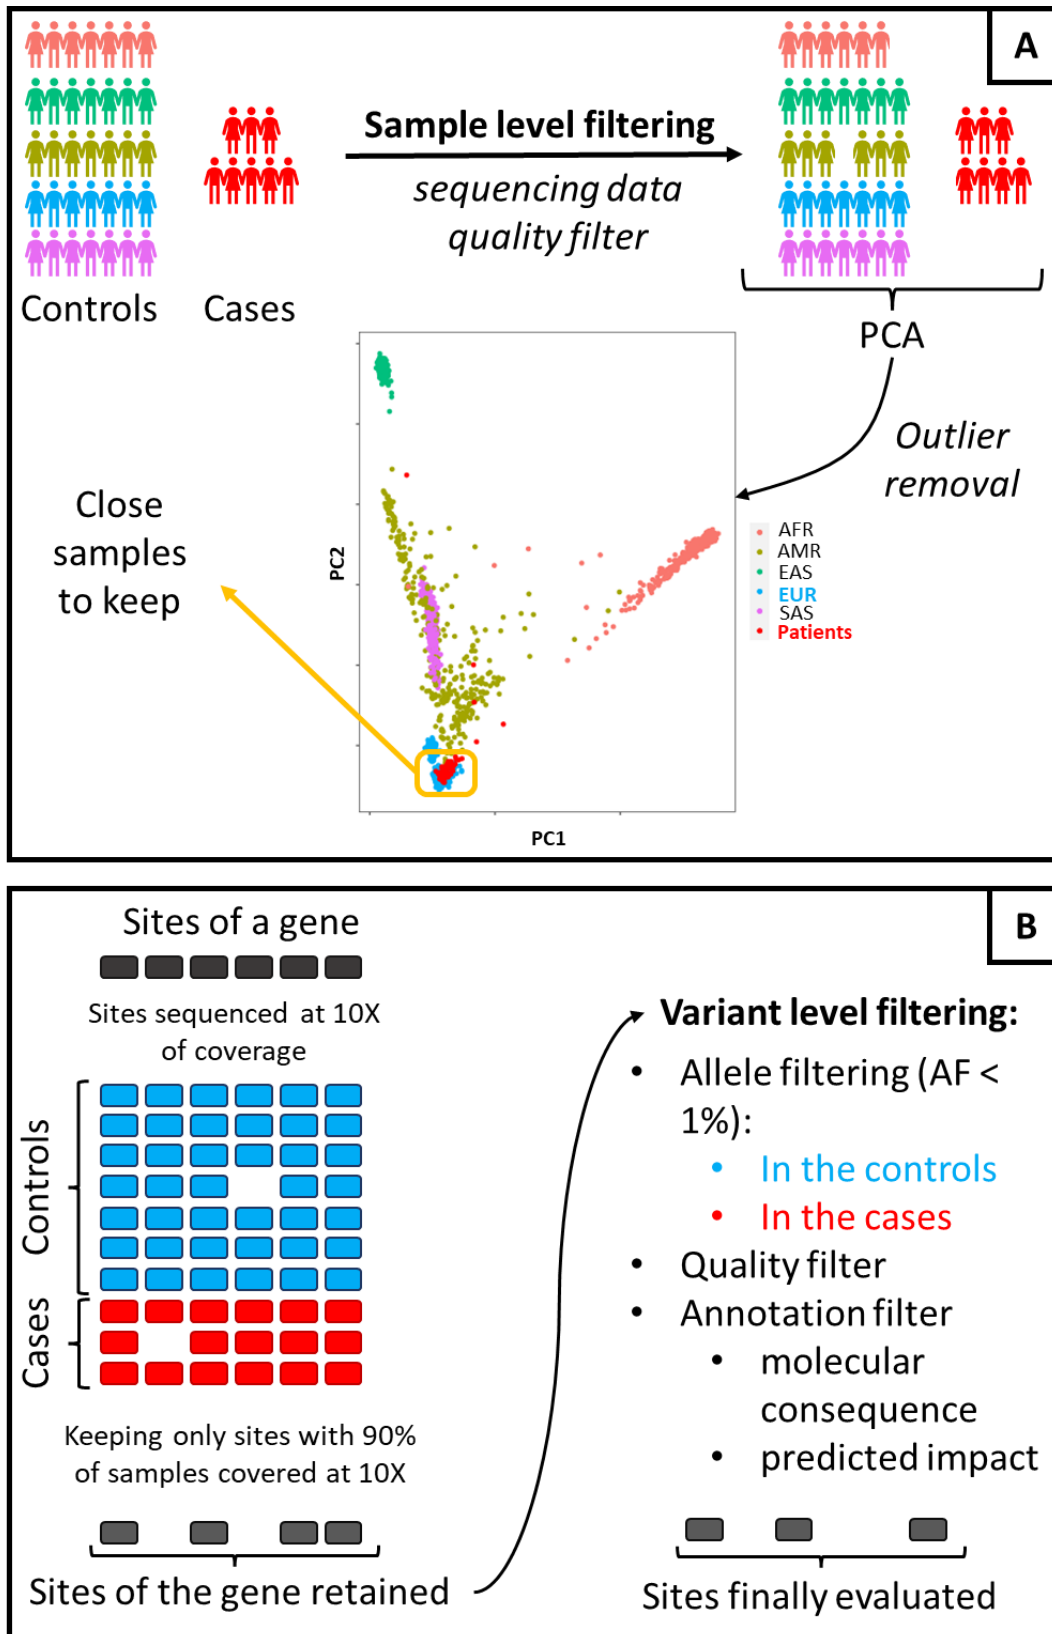 A
Sample level filtering
sequencing data
quality filter
Controls
Cases
PCA
Outlier
removal
Close
samples
to keep
PC2
AFR
AMR
EAS
EUR
SAS
Patients
PC1
B
Sites of a gene
Sites sequenced at 10X
of coverage
Controls
Cases
Keeping only sites with 90%
of samples covered at 10X
Sites of the gene retained
Variant level filtering:
• Allele filtering (AF <
1%):
• In the controls
• In the cases
• Quality filter
• Annotation filter
• molecular
consequence
• predicted impact
Sites finally evaluated